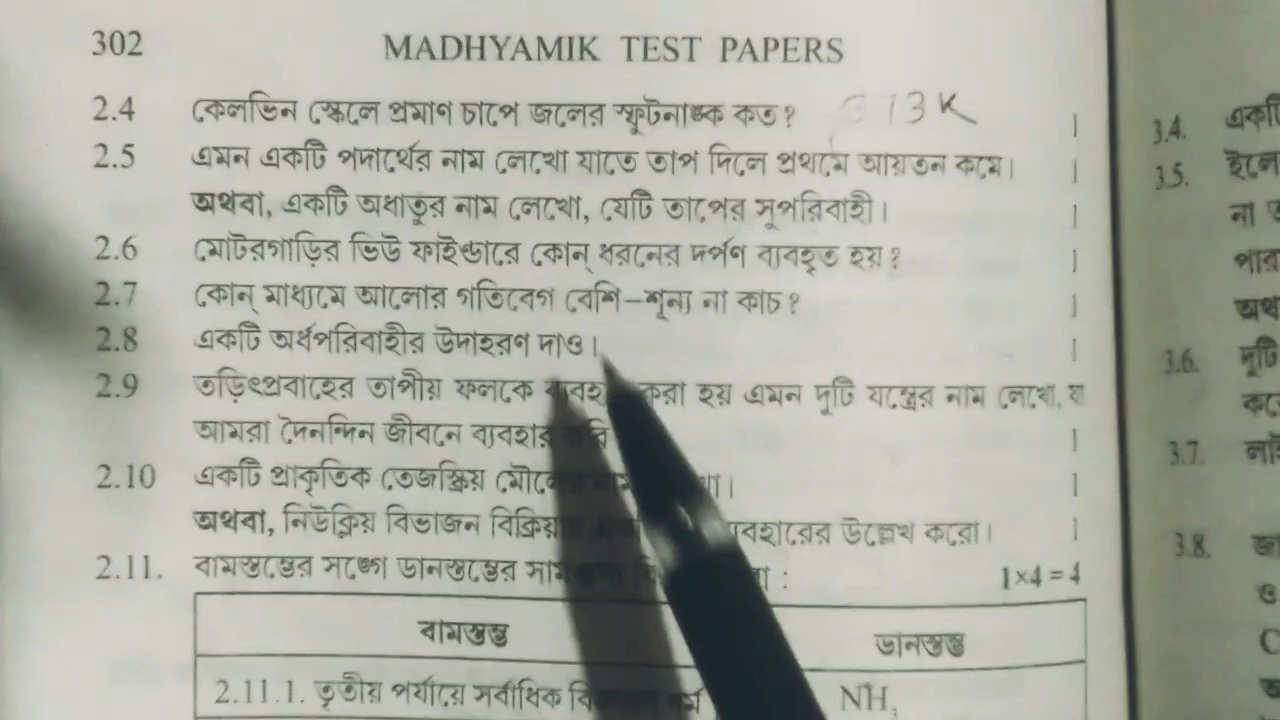 302 MADHYAMIK TEST PAPERS
2.4 কেলভিন স্কেলে প্রমাণ চাপে জলের স্ফুটনাঙ্ক কত? 373K 1
2.5 এমন একটি পদার্থের নাম লেখো যাতে তাপ দিলে প্রথমে আয়তন কমে। 1
অথবা, একটি অধাতুর নাম লেখো, যেটি তাপের সুপরিবাহী। 1
2.6 মোটরগাড়ির ভিউ ফাইন্ডারে কোন্ ধরনের দর্পণ ব্যবহৃত হয়? 1
2.7 কোন্ মাধ্যমে আলোর গতিবেগ বেশি–শূন্য না কাচ? 1
2.8 একটি অর্ধপরিবাহীর উদাহরণ দাও। 1
2.9 তড়িৎপ্রবাহের তাপীয় ফলকে করা হয় এমন দুটি যন্ত্রের নাম লেখো, যা
আমরা দৈনন্দিন জীবনে ব্যবহার 1
2.10 একটি প্রাকৃতিক তেজস্ক্রিয় 1
অথবা, নিউক্লিয় বিভাজন ব্যবহারের উল্লেখ করো। 1
2.11. বামস্তম্ভের সঙ্গে ডানস্তম্ভের : 1×4=4
বামস্তম্ভ ডানস্তম্ভ
2.11.1. তৃতীয় পর্যায়ে সর্বাধিক NH
3.4. একটি
3.5.
না
অথ
3.6. দুটি
3.7.
3.8.
ও